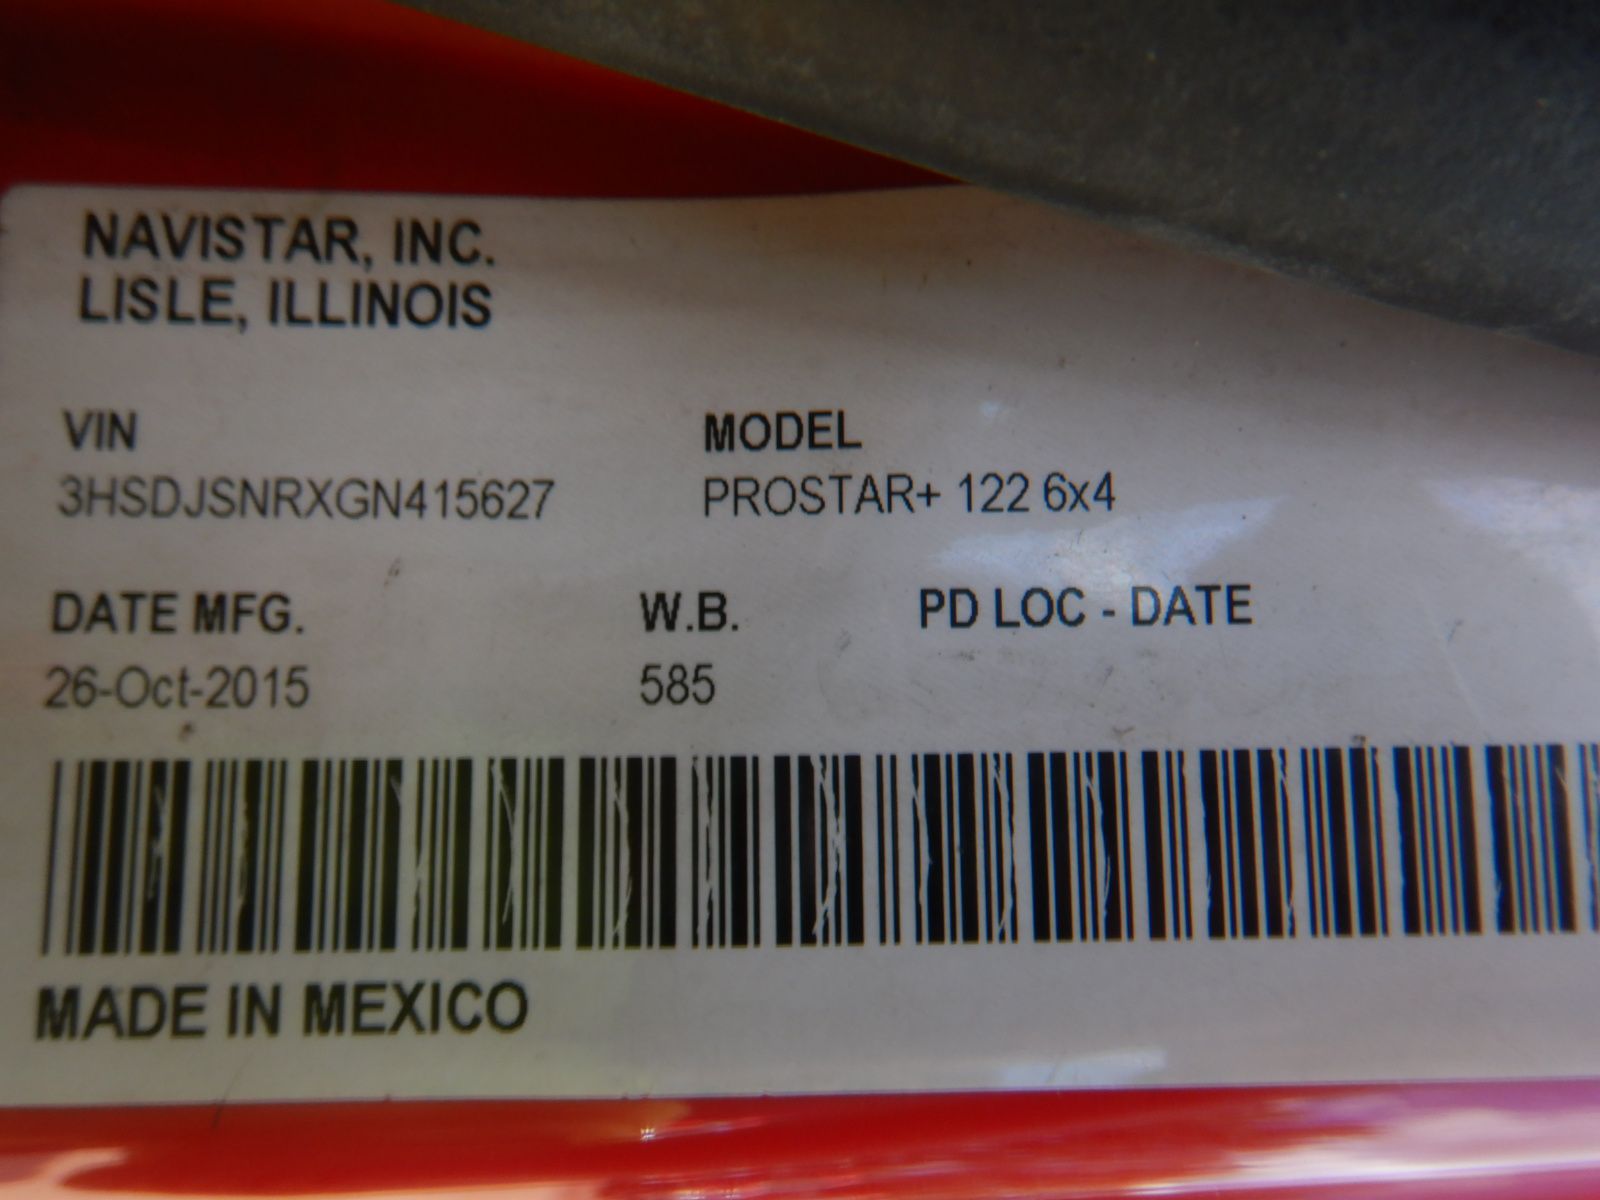 NAVISTAR, INC.
LISLE, ILLINOIS
VIN MODEL
3HSDJSNRXGN415627 PROSTAR+ 122 6x4
DATE MFG. W.B. PD LOC - DATE
26-Oct-2015 585
MADE IN MEXICO